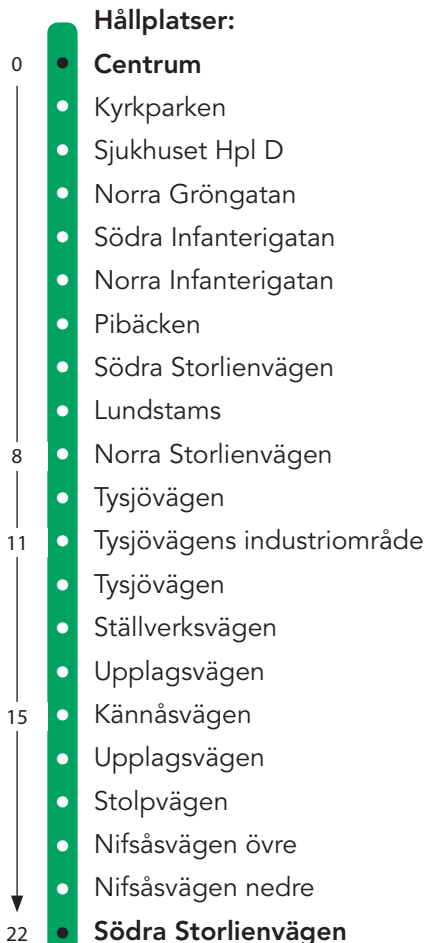 Hållplatser:
0 Centrum
Kyrkparken
Sjukhuset Hpl D
Norra Gröngatan
Södra Infanterigatan
Norra Infanterigatan
Pibäcken
Södra Storlienvägen
Lundstams
8 Norra Storlienvägen
Tysjövägen
11 Tysjövägens industriområde
Tysjövägen
Ställverksvägen
Upplagsvägen
15 Kännåsvägen
Upplagsvägen
Stolpvägen
Nifsåsvägen övre
Nifsåsvägen nedre
22 Södra Storlienvägen